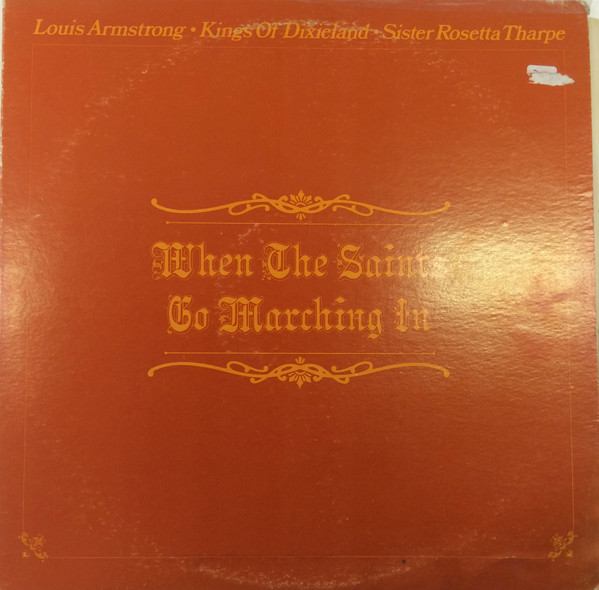 Louis Armstrong • Kings Of Dixieland • Sister Rosetta Tharpe
When The Saints
Go Marching In